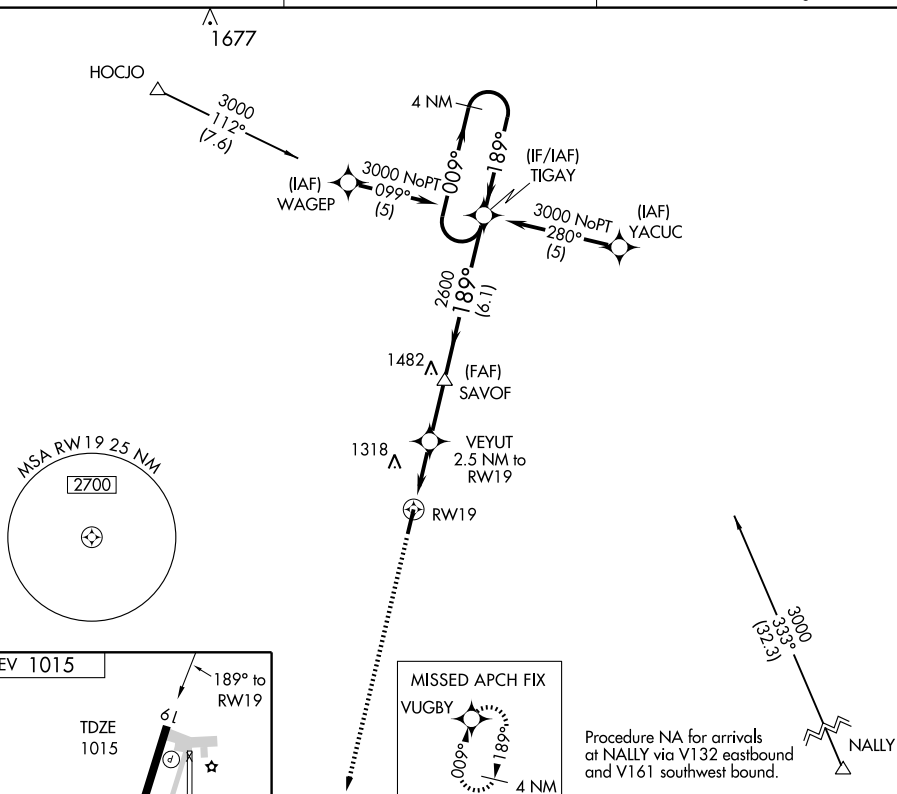 1677
HOCJO
3000
112°
(7.6)
4 NM
009°
189°
(IF/IAF)
TIGAY
(IAF)
WAGEP
3000 NoPT
099°
(5)
3000 NoPT
280°
(5)
(IAF)
YACUC
2600
189°
(6.1)
1482
(FAF)
SAVOF
1318
VEYUT
2.5 NM to
RW19
RW19
MSA RW19 25 NM
2700
3000
333°
(32.3)
NALLY
Procedure NA for arrivals
at NALLY via V132 eastbound
and V161 southwest bound.
EV 1015
189° to
RW19
19
TDZE
1015
P
MISSED APCH FIX
VUGBY
009°
189°
4 NM